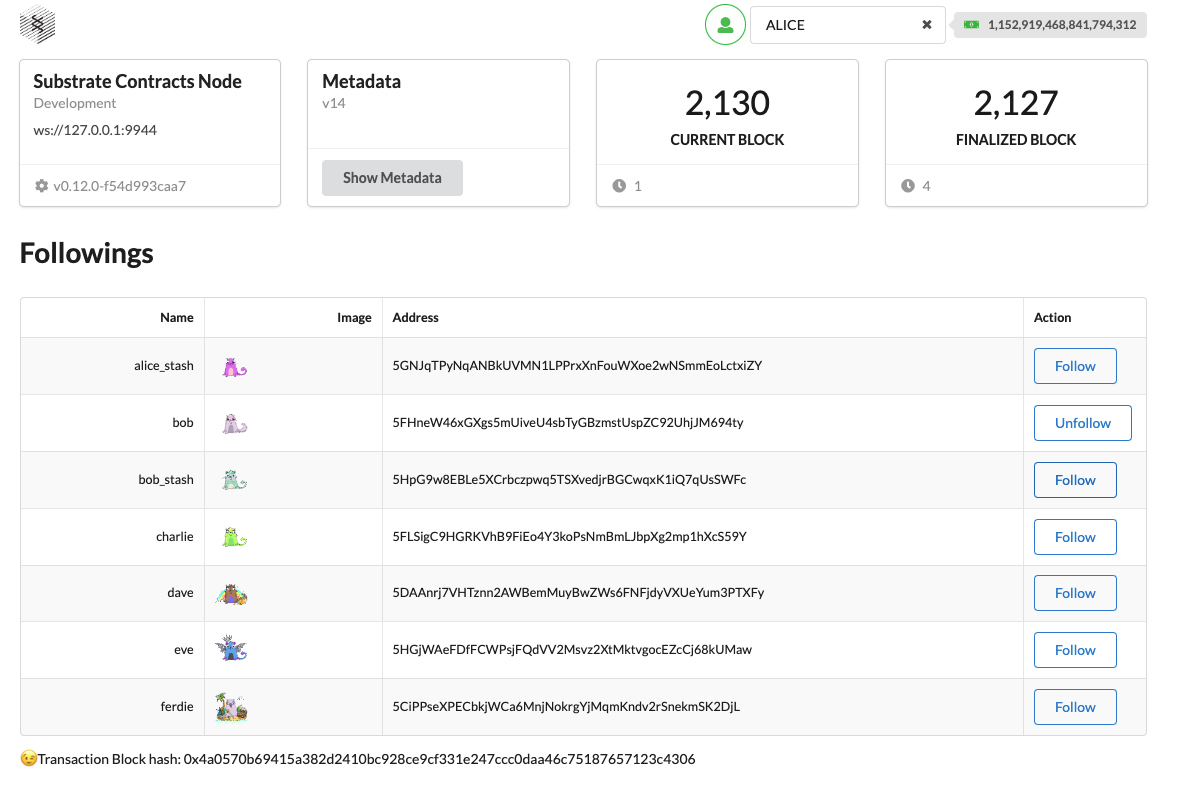 ALICE
1,152,919,468,841,794,312
Substrate Contracts Node
Development
ws://127.0.0.1:9944
v0.12.0-f54d993caa7
Metadata
v14
Show Metadata
2,130
CURRENT BLOCK
1
2,127
FINALIZED BLOCK
4
Followings
Name Image Address Action
alice_stash 5GNJqTPyNqANBkUVMN1LPPrxXnFouWXoe2wNSmmEoLctxiZY Follow
bob 5FHneW46xGXgs5mUiveU4sbTyGBzmstUspZC92UhjJM694ty Unfollow
bob_stash 5HpG9w8EBLe5XCrbczpwq5TSXvedjrBGCwqxK1iQ7qUsSWFc Follow
charlie 5FLSigC9HGRKVhB9FiEo4Y3koPsNmBmLJbpXg2mp1hXcS59Y Follow
dave 5DAAnrj7VHTznn2AWBemMuyBwZWs6FNFjdyVXUeYum3PTXFy Follow
eve 5HGjWAeFDfFCWPsjFQdVV2Msvz2XtMktvgocEZcCj68kUMaw Follow
ferdie 5CiPPseXPECbkjWCa6MnjNokrgYjMqmKndv2rSnekmSK2DjL Follow
😉Transaction Block hash: 0x4a0570b69415a382d2410bc928ce9cf331e247ccc0daa46c75187657123c4306